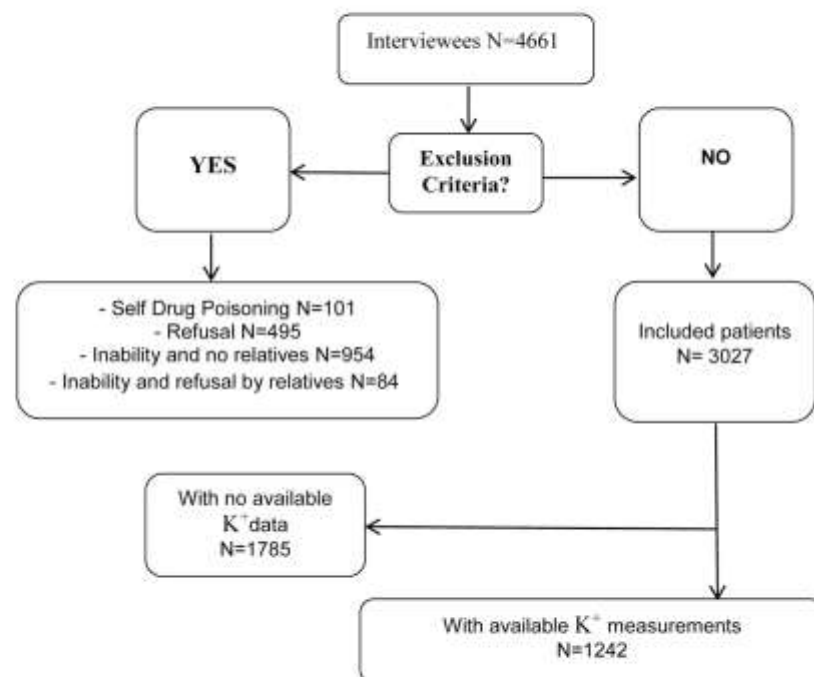 Interviewees N=4661
YES
Exclusion
Criteria?
NO
- Self Drug Poisoning N=101
- Refusal N=495
- Inability and no relatives N=954
- Inability and refusal by relatives N=84
Included patients
N= 3027
With no available
K⁺data
N=1785
With available K⁺ measurements
N=1242